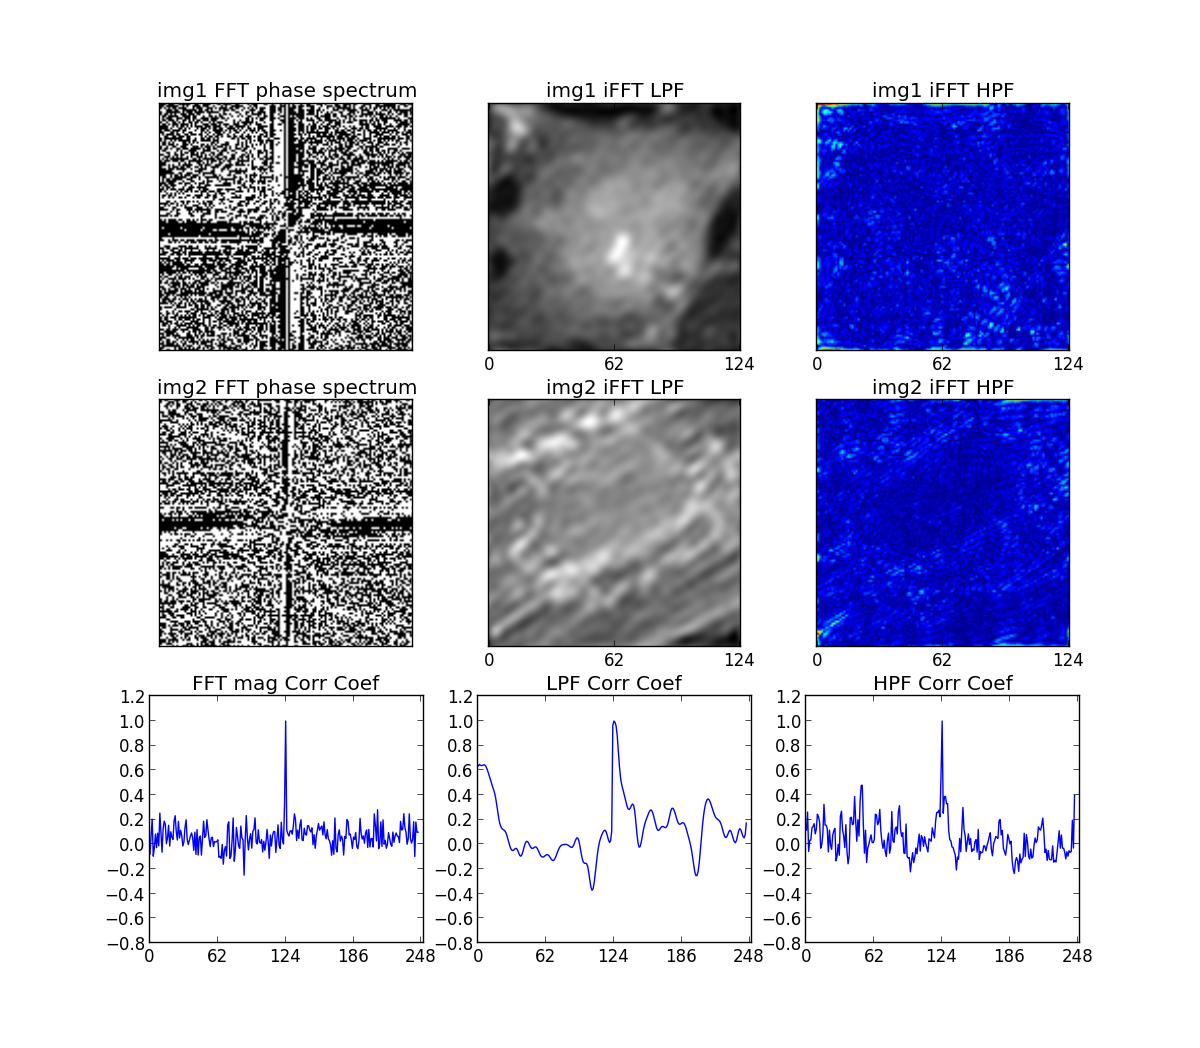 img1 FFT phase spectrum img1 iFFT LPF img1 iFFT HPF
0 62 124 0 62 124
img2 FFT phase spectrum img2 iFFT LPF img2 iFFT HPF
0 62 124 0 62 124
FFT mag Corr Coef LPF Corr Coef HPF Corr Coef
1.2 1.2 1.2
1.0 1.0 1.0
0.8 0.8 0.8
0.6 0.6 0.6
0.4 0.4 0.4
0.2 0.2 0.2
0.0 0.0 0.0
−0.2 −0.2 −0.2
−0.4 −0.4 −0.4
−0.6 −0.6 −0.6
−0.8 −0.8 −0.8
0 62 124 186 248 0 62 124 186 248 0 62 124 186 248